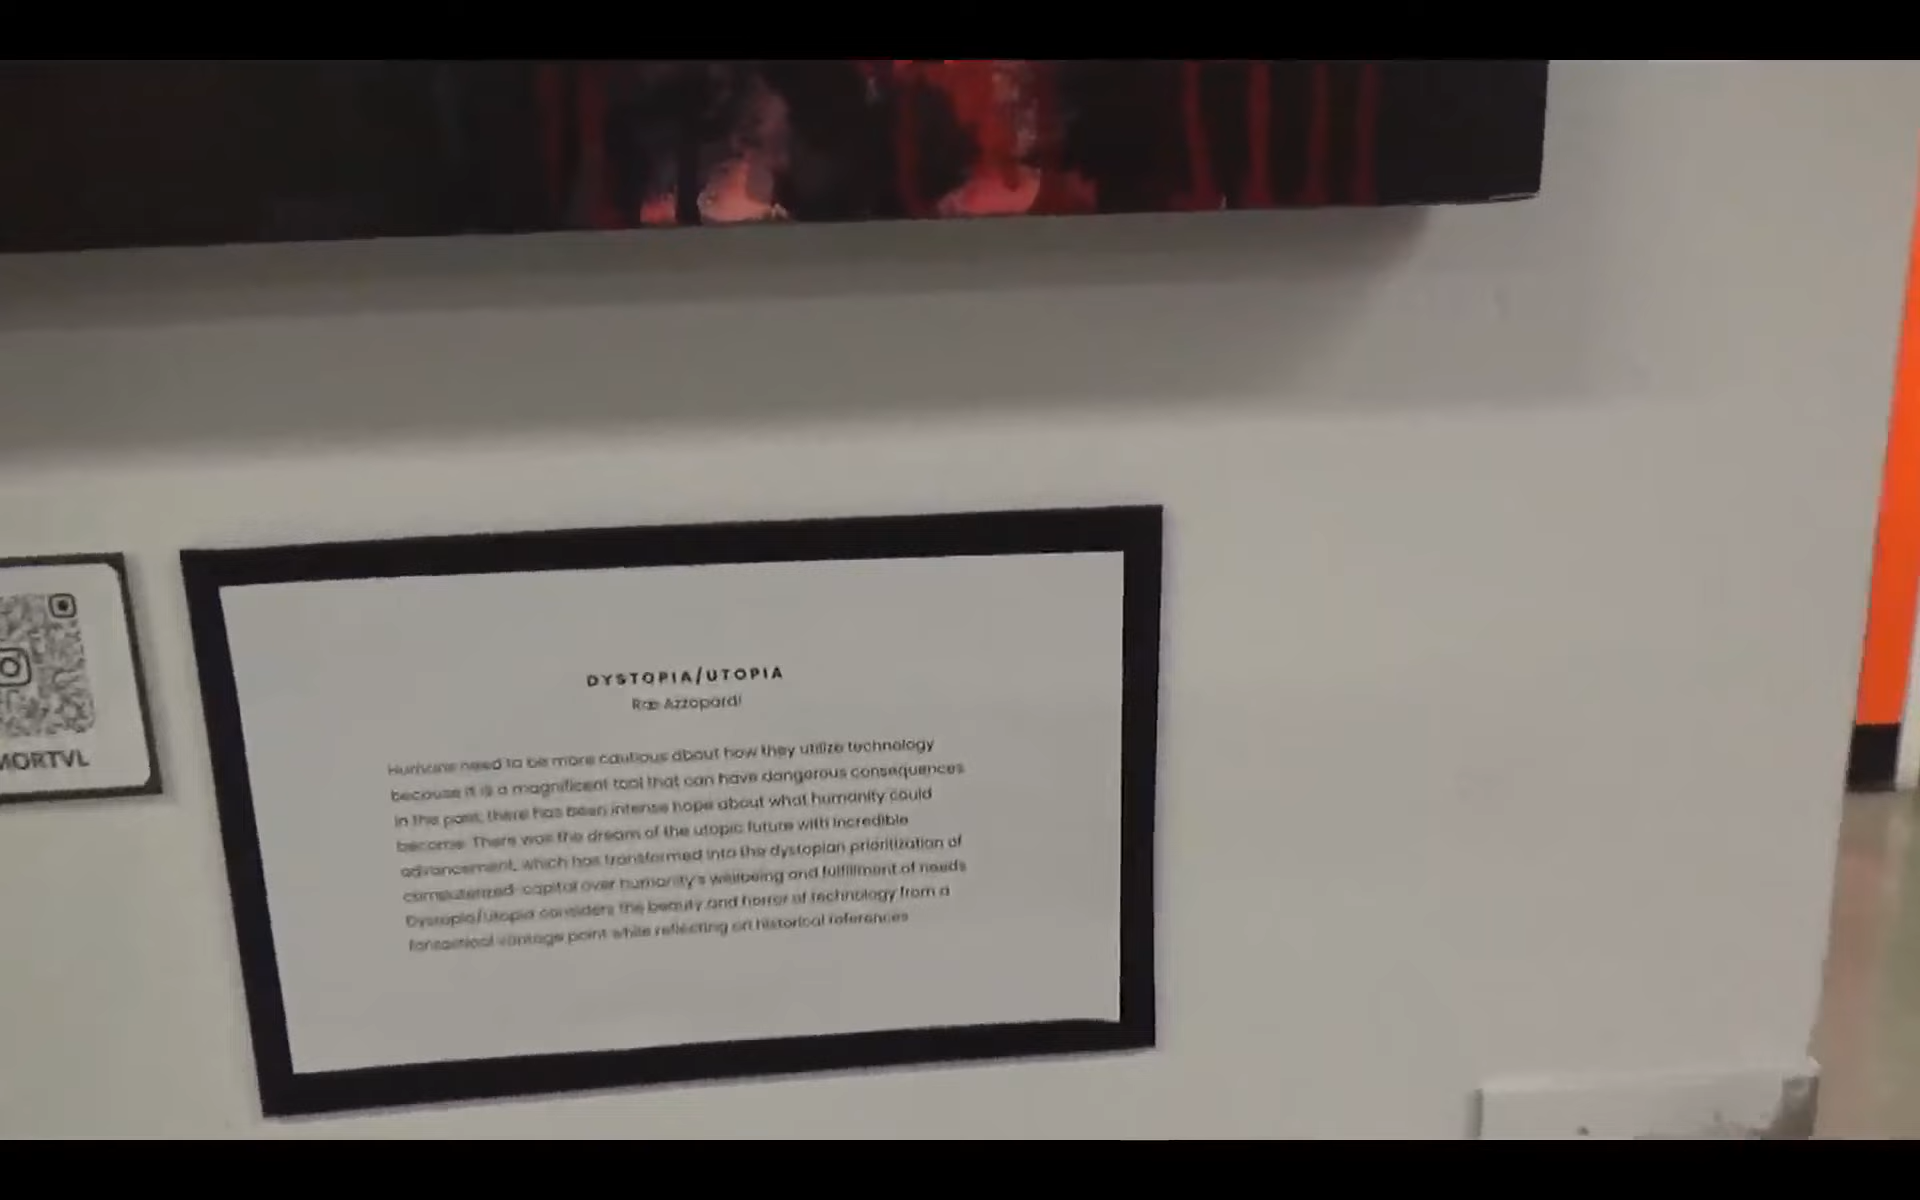 MORTVL
DYSTOPIA/UTOPIA
Rae Azzopardi
Humans need to be more cautious about how they utilize technology
because it is a magnificent tool that can have dangerous consequences
In the past, there has been intense hope about what humanity could
become. There was the dream of the utopic future with incredible
advancement, which has transformed into the dystopian prioritization of
computerized capital over humanity's wellbeing and fulfillment of needs
Dystopia/utopia considers the beauty and horror of technology from a
fantastical vantage point while reflecting on historical references